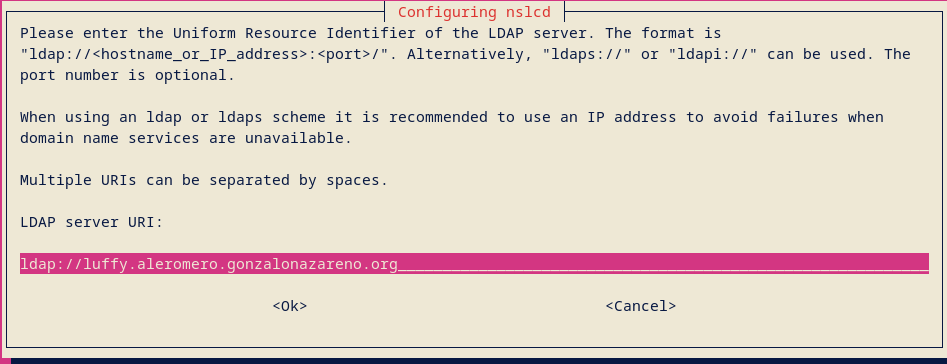 Configuring nslcd
Please enter the Uniform Resource Identifier of the LDAP server. The format is
"ldap://<hostname_or_IP_address>:<port>/". Alternatively, "ldaps://" or "ldapi://" can be used. The
port number is optional.
When using an ldap or ldaps scheme it is recommended to use an IP address to avoid failures when
domain name services are unavailable.
Multiple URIs can be separated by spaces.
LDAP server URI:
ldap://luffy.aleromero.gonzalonazareno.org
<Ok> <Cancel>